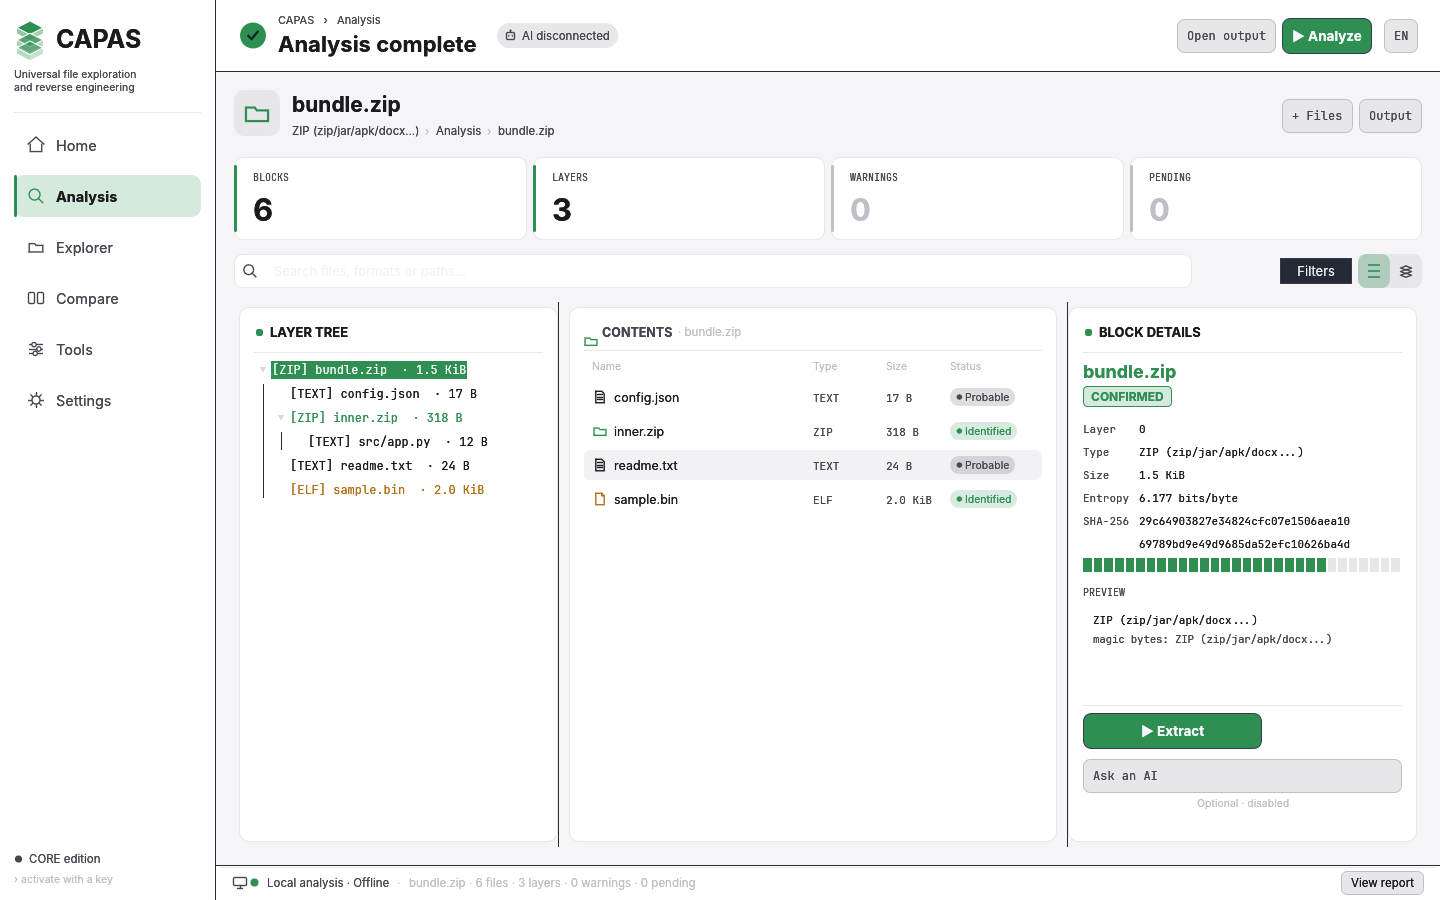 CAPAS
Universal file exploration
and reverse engineering
Home
Analysis
Explorer
Compare
Tools
Settings
CORE edition
› activate with a key
CAPAS › Analysis
Analysis complete
AI disconnected
Open output
▶ Analyze
EN
bundle.zip
ZIP (zip/jar/apk/docx...) › Analysis › bundle.zip
+ Files
Output
BLOCKS
6
LAYERS
3
WARNINGS
0
PENDING
0
Search files, formats or paths...
Filters
LAYER TREE
[ZIP] bundle.zip · 1.5 KiB
[TEXT] config.json · 17 B
[ZIP] inner.zip · 318 B
[TEXT] src/app.py · 12 B
[TEXT] readme.txt · 24 B
[ELF] sample.bin · 2.0 KiB
CONTENTS · bundle.zip
Name Type Size Status
config.json TEXT 17 B Probable
inner.zip ZIP 318 B Identified
readme.txt TEXT 24 B Probable
sample.bin ELF 2.0 KiB Identified
BLOCK DETAILS
bundle.zip
CONFIRMED
Layer 0
Type ZIP (zip/jar/apk/docx...)
Size 1.5 KiB
Entropy 6.177 bits/byte
SHA-256 29c64903827e34824cfc07e1506aea10
69789bd9e49d9685da52efc10626ba4d
PREVIEW
ZIP (zip/jar/apk/docx...)
magic bytes: ZIP (zip/jar/apk/docx...)
▶ Extract
Ask an AI
Optional · disabled
Local analysis · Offline · bundle.zip · 6 files · 3 layers · 0 warnings · 0 pending
View report